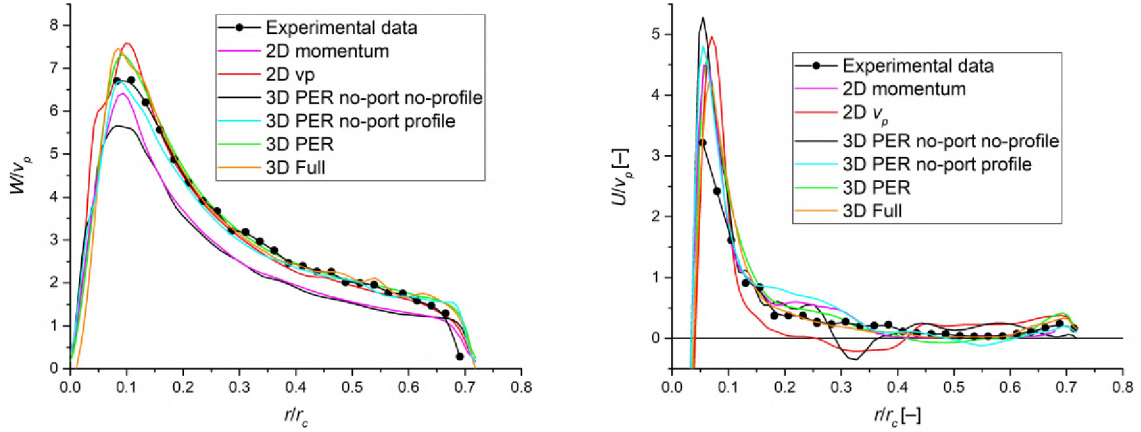 8
7
6
5
4
3
2
1
0
W/vp
Experimental data
2D momentum
2D vp
3D PER no-port no-profile
3D PER no-port profile
3D PER
3D Full
0.0 0.1 0.2 0.3 0.4 0.5 0.6 0.7 0.8
r/rc
5
4
3
2
1
0
U/vp [–]
Experimental data
2D momentum
2D vp
3D PER no-port no-profile
3D PER no-port profile
3D PER
3D Full
0.0 0.1 0.2 0.3 0.4 0.5 0.6 0.7 0.8
r/rc [–]